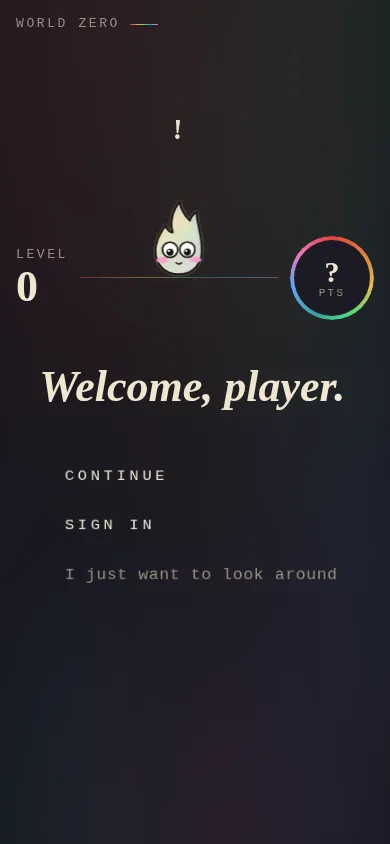 WORLD ZERO
!
LEVEL
0
?
PTS
Welcome, player.
CONTINUE
SIGN IN
I just want to look around